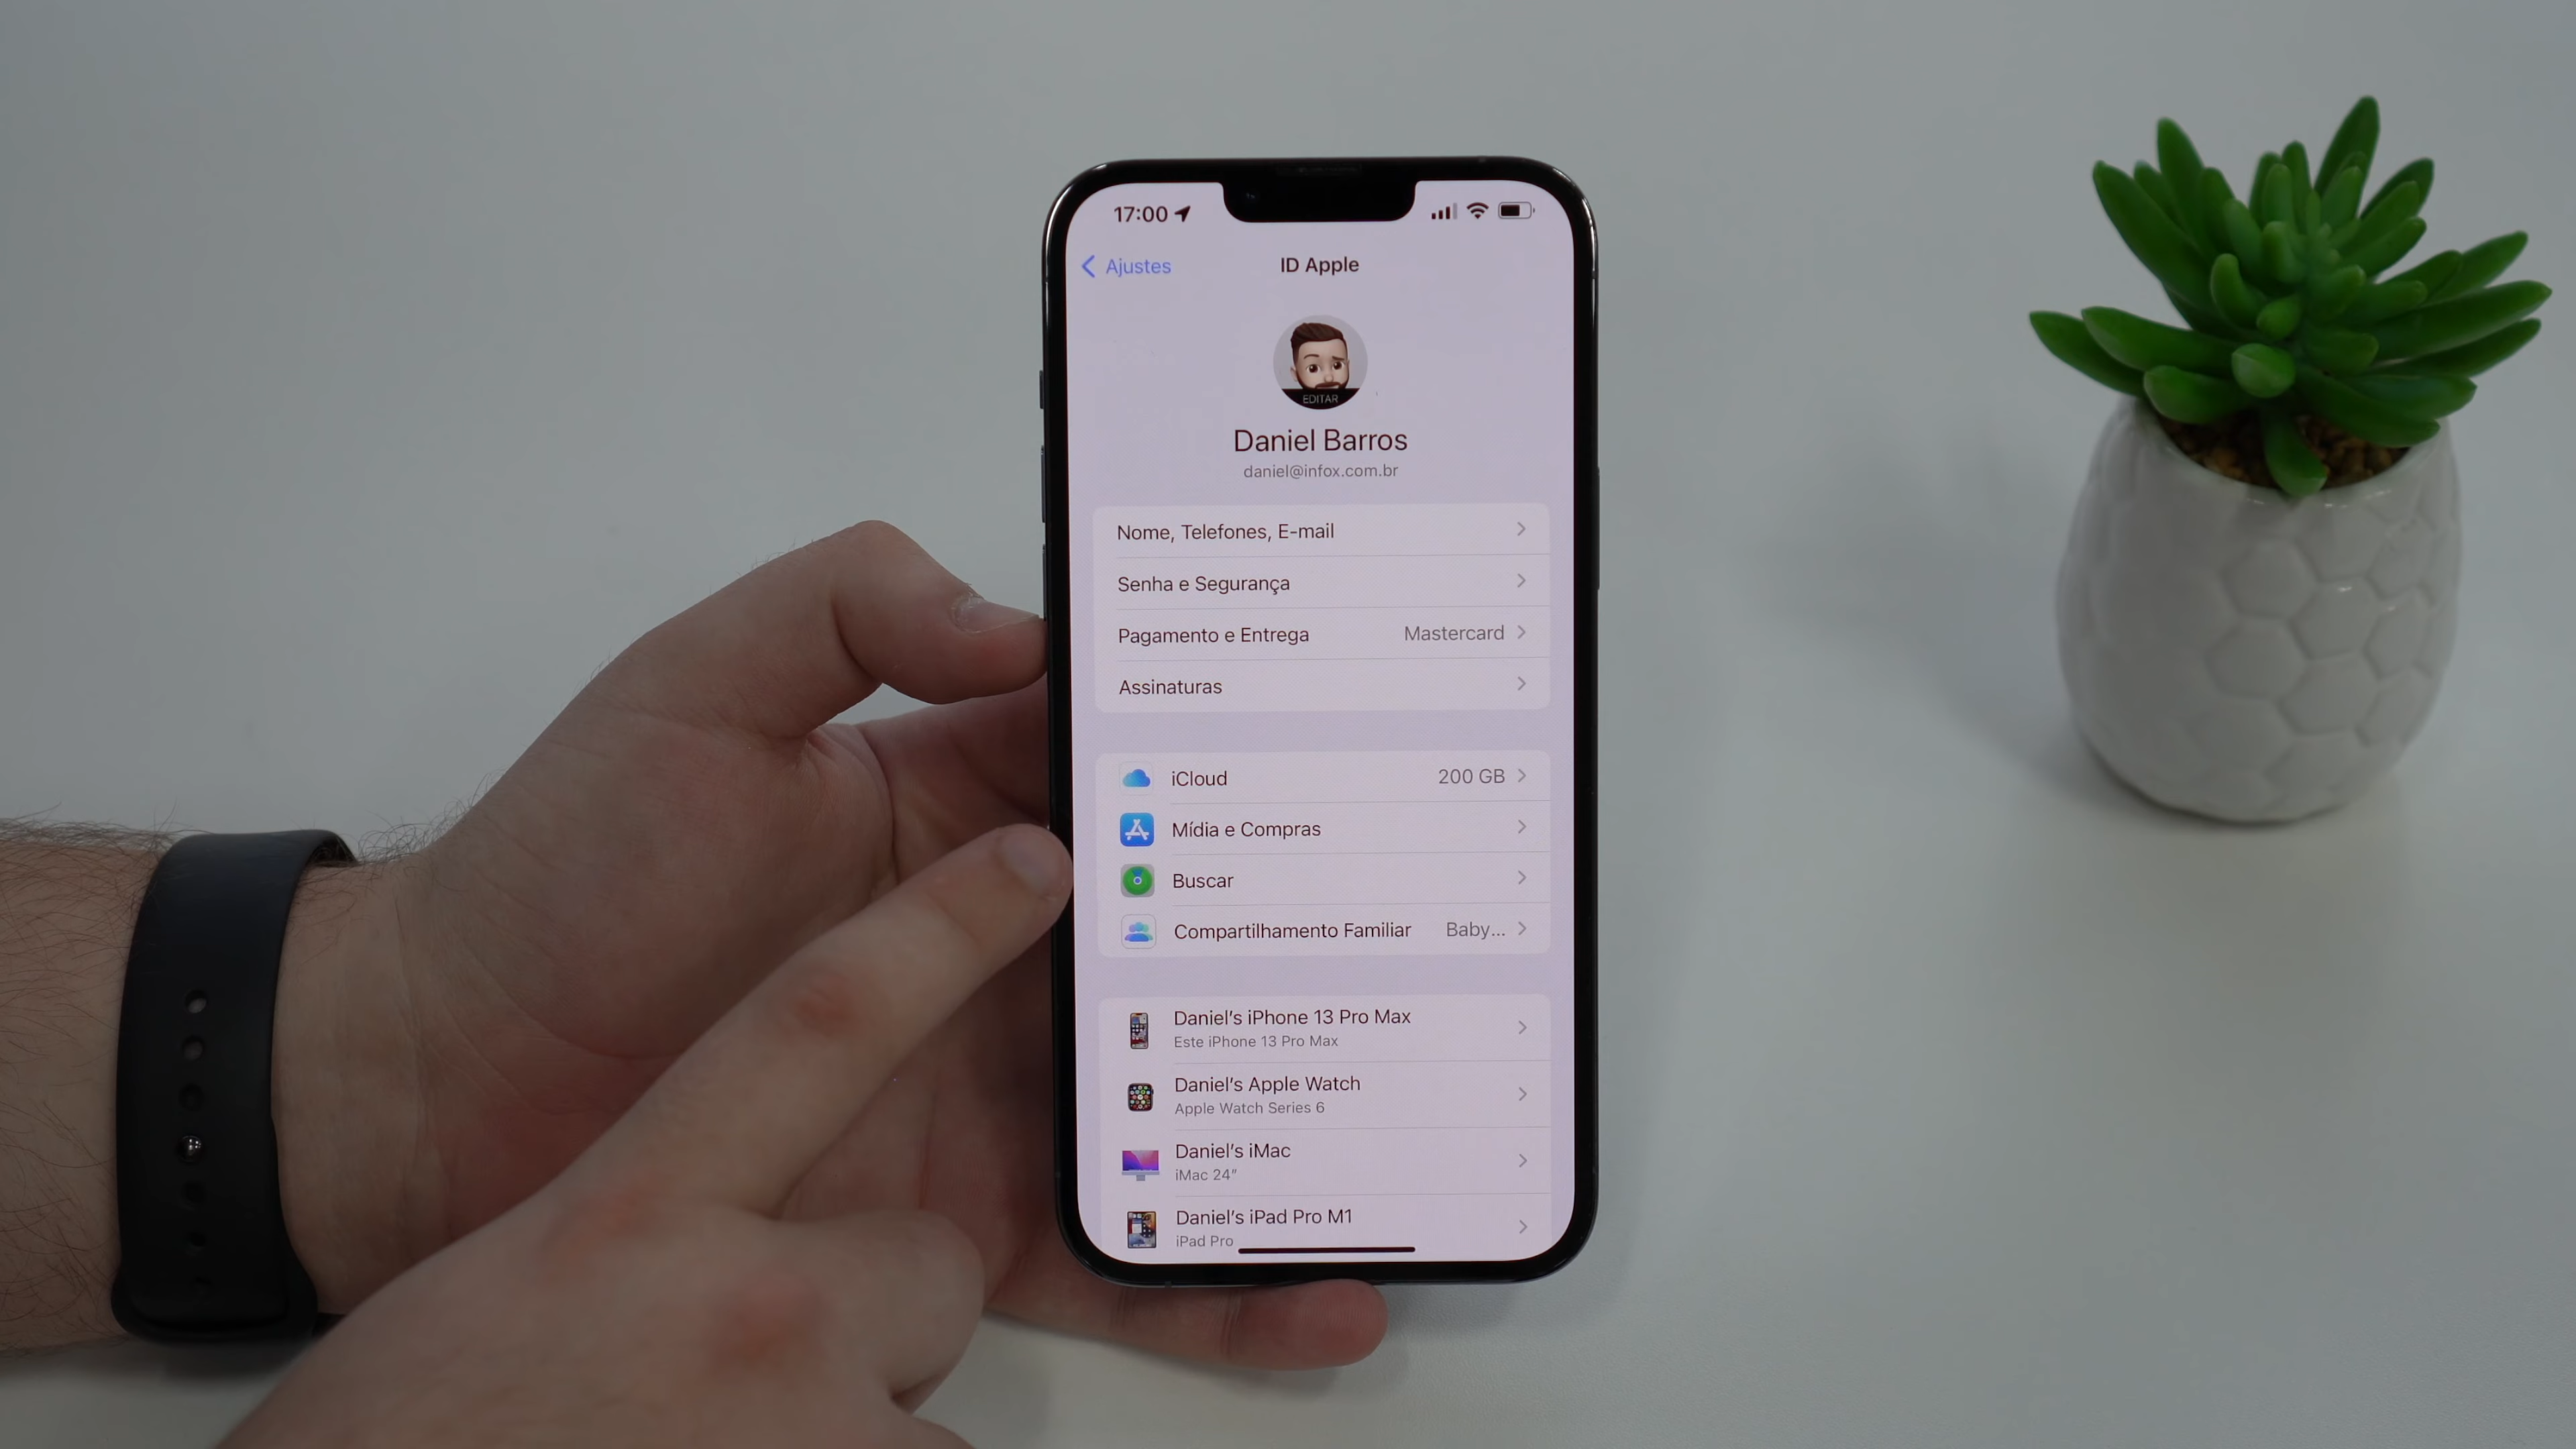 17:00
Ajustes
ID Apple
EDITAR
Daniel Barros
daniel@infox.com.br
Nome, Telefones, E-mail
Senha e Segurança
Pagamento e Entrega Mastercard
Assinaturas
iCloud 200 GB
Mídia e Compras
Buscar
Compartilhamento Familiar Baby...
Daniel's iPhone 13 Pro Max
Este iPhone 13 Pro Max
Daniel's Apple Watch
Apple Watch Series 6
Daniel's iMac
iMac 24"
Daniel's iPad Pro M1
iPad Pro